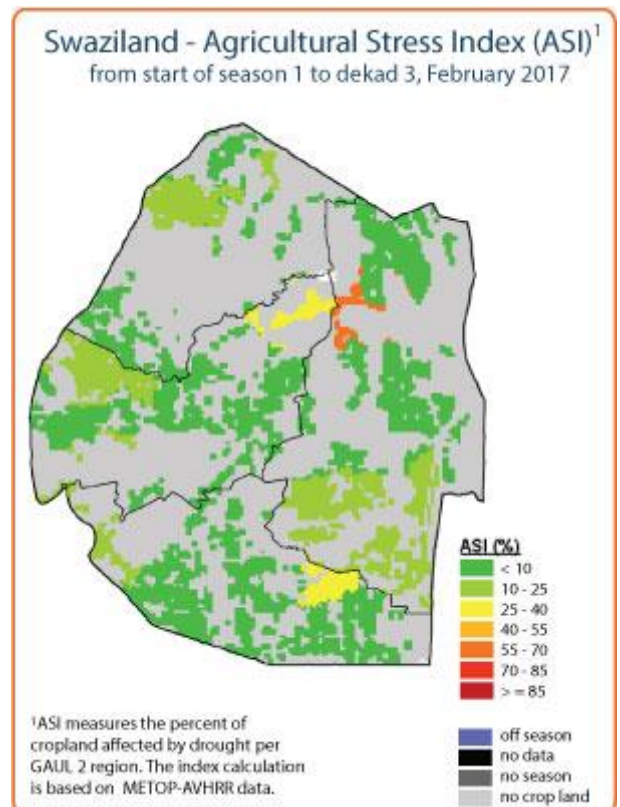 Swaziland - Agricultural Stress Index (ASI)¹
from start of season 1 to dekad 3, February 2017
ASI (%)
< 10
10 - 25
25 - 40
40 - 55
55 - 70
70 - 85
> = 85
off season
no data
no season
no crop land
¹ASI measures the percent of
cropland affected by drought per
GAUL 2 region. The index calculation
is based on METOP-AVHRR data.